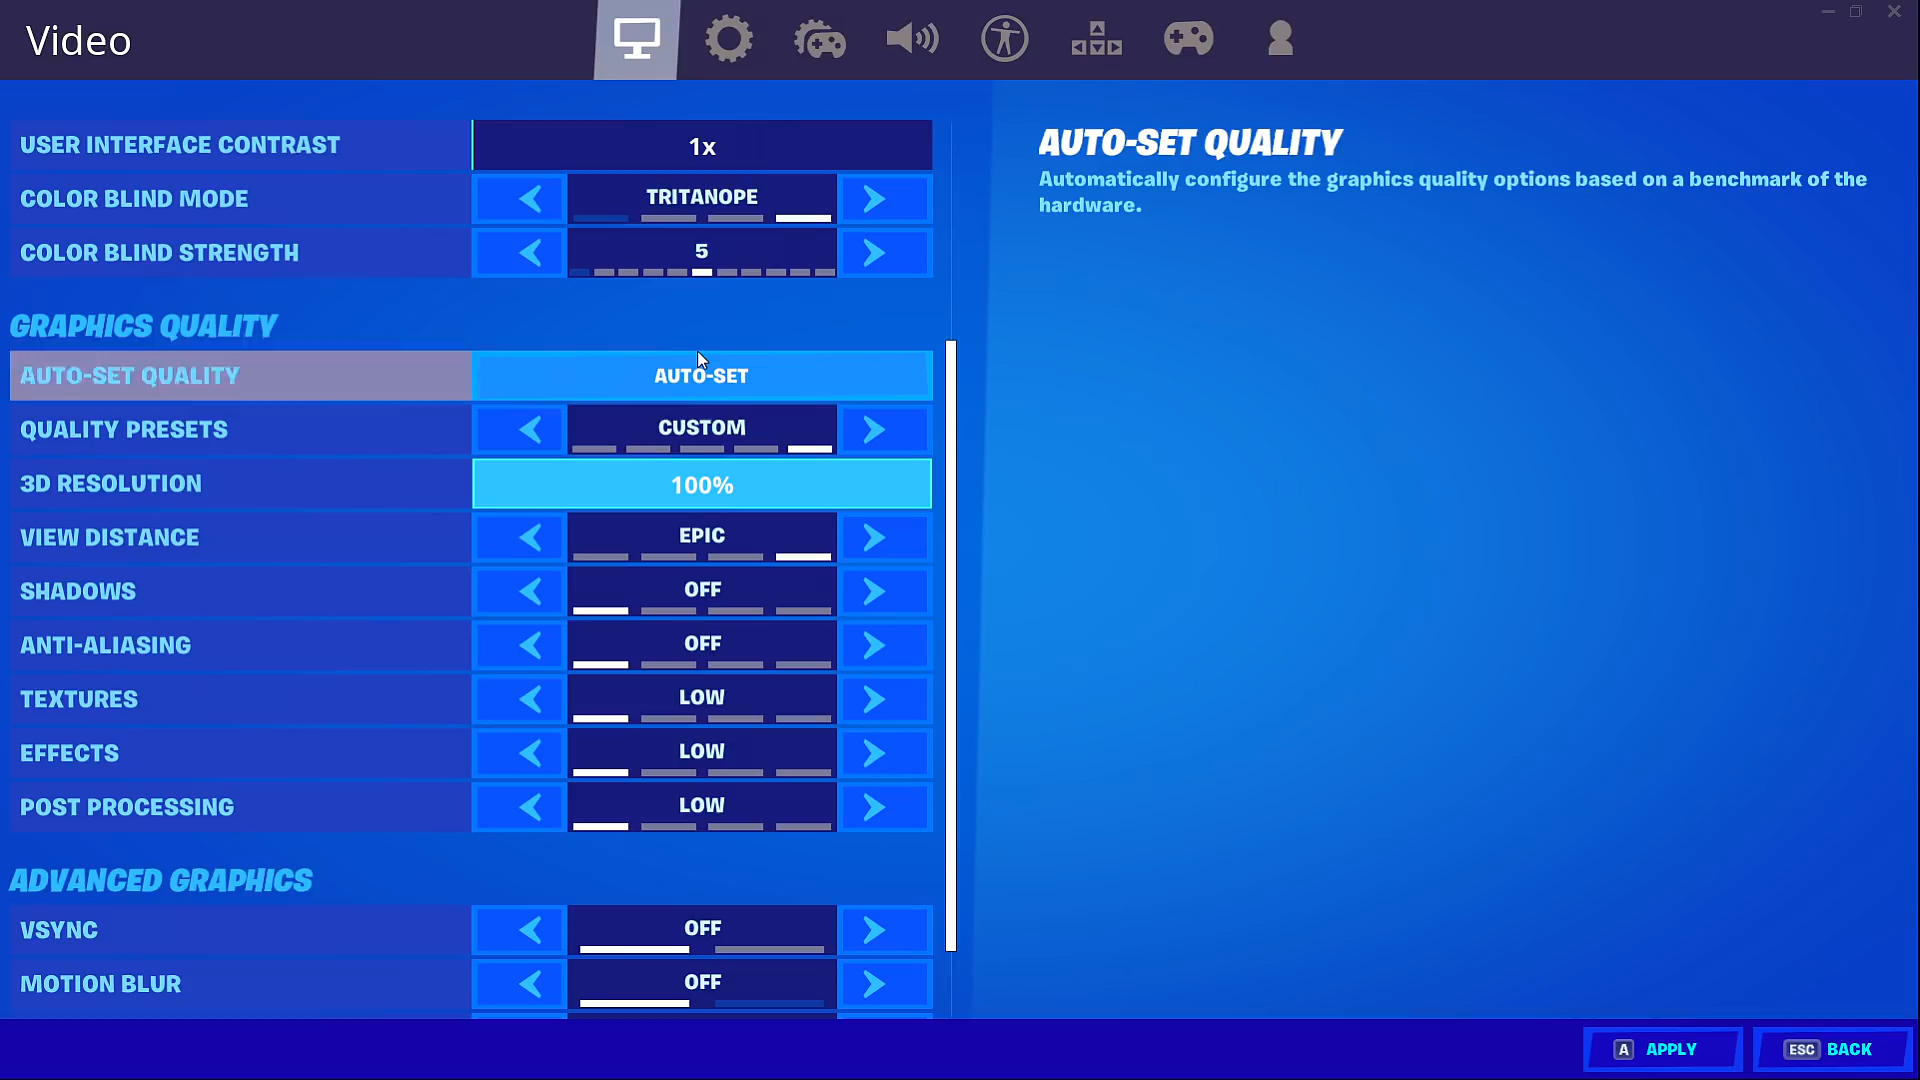 Video
USER INTERFACE CONTRAST
1x
COLOR BLIND MODE
TRITANOPE
COLOR BLIND STRENGTH
5
GRAPHICS QUALITY
AUTO-SET QUALITY
AUTO-SET
QUALITY PRESETS
CUSTOM
3D RESOLUTION
100%
VIEW DISTANCE
EPIC
SHADOWS
OFF
ANTI-ALIASING
OFF
TEXTURES
LOW
EFFECTS
LOW
POST PROCESSING
LOW
ADVANCED GRAPHICS
VSYNC
OFF
MOTION BLUR
OFF
AUTO-SET QUALITY
Automatically configure the graphics quality options based on a benchmark of the
hardware.
A APPLY
ESC BACK